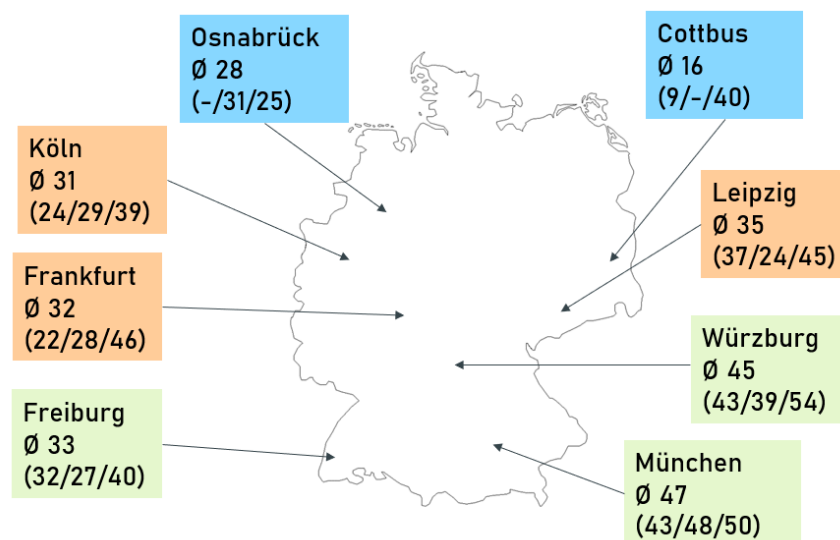 Osnabrück
Ø 28
(-/31/25)
Cottbus
Ø 16
(9/-/40)
Köln
Ø 31
(24/29/39)
Leipzig
Ø 35
(37/24/45)
Frankfurt
Ø 32
(22/28/46)
Würzburg
Ø 45
(43/39/54)
Freiburg
Ø 33
(32/27/40)
München
Ø 47
(43/48/50)